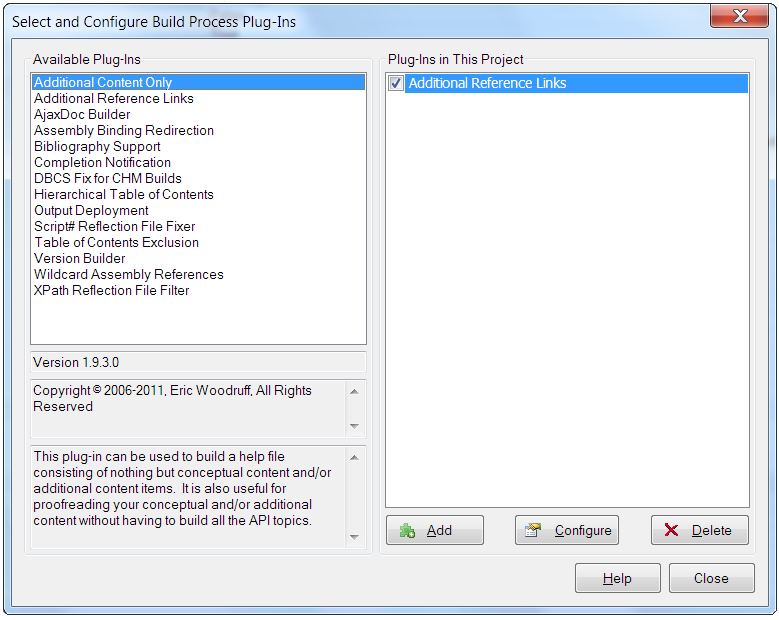 Select and Configure Build Process Plug-Ins
Available Plug-Ins
Additional Content Only
Additional Reference Links
AjaxDoc Builder
Assembly Binding Redirection
Bibliography Support
Completion Notification
DBCS Fix for CHM Builds
Hierarchical Table of Contents
Output Deployment
Script# Reflection File Fixer
Table of Contents Exclusion
Version Builder
Wildcard Assembly References
XPath Reflection File Filter
Version 1.9.3.0
Copyright © 2006-2011, Eric Woodruff, All Rights
Reserved
This plug-in can be used to build a help file
consisting of nothing but conceptual content and/or
additional content items.  It is also useful for
proofreading your conceptual and/or additional
content without having to build all the API topics.
Plug-Ins in This Project
Additional Reference Links
Add
Configure
Delete
Help
Close